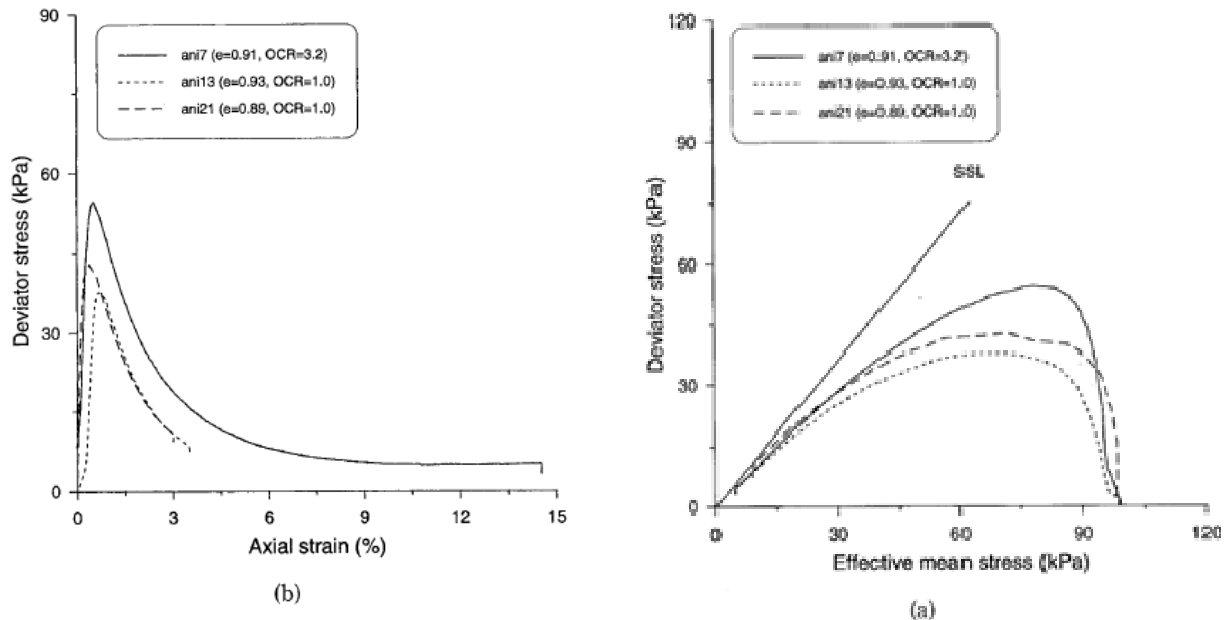 90
ani7 (e=0.91, OCR=3.2)
ani13 (e=0.93, OCR=1.0)
ani21 (e=0.89, OCR=1.0)
60
30
0
Deviator stress (kPa)
0 3 6 9 12 15
Axial strain (%)
(b)
120
ani7 (e=0.91, OCR=3.2)
ani13 (e=0.93, OCR=1.0)
ani21 (e=0.89, OCR=1.0)
90
SSL
60
30
0
Deviator stress (kPa)
0 30 60 90 120
Effective mean stress (kPa)
(a)